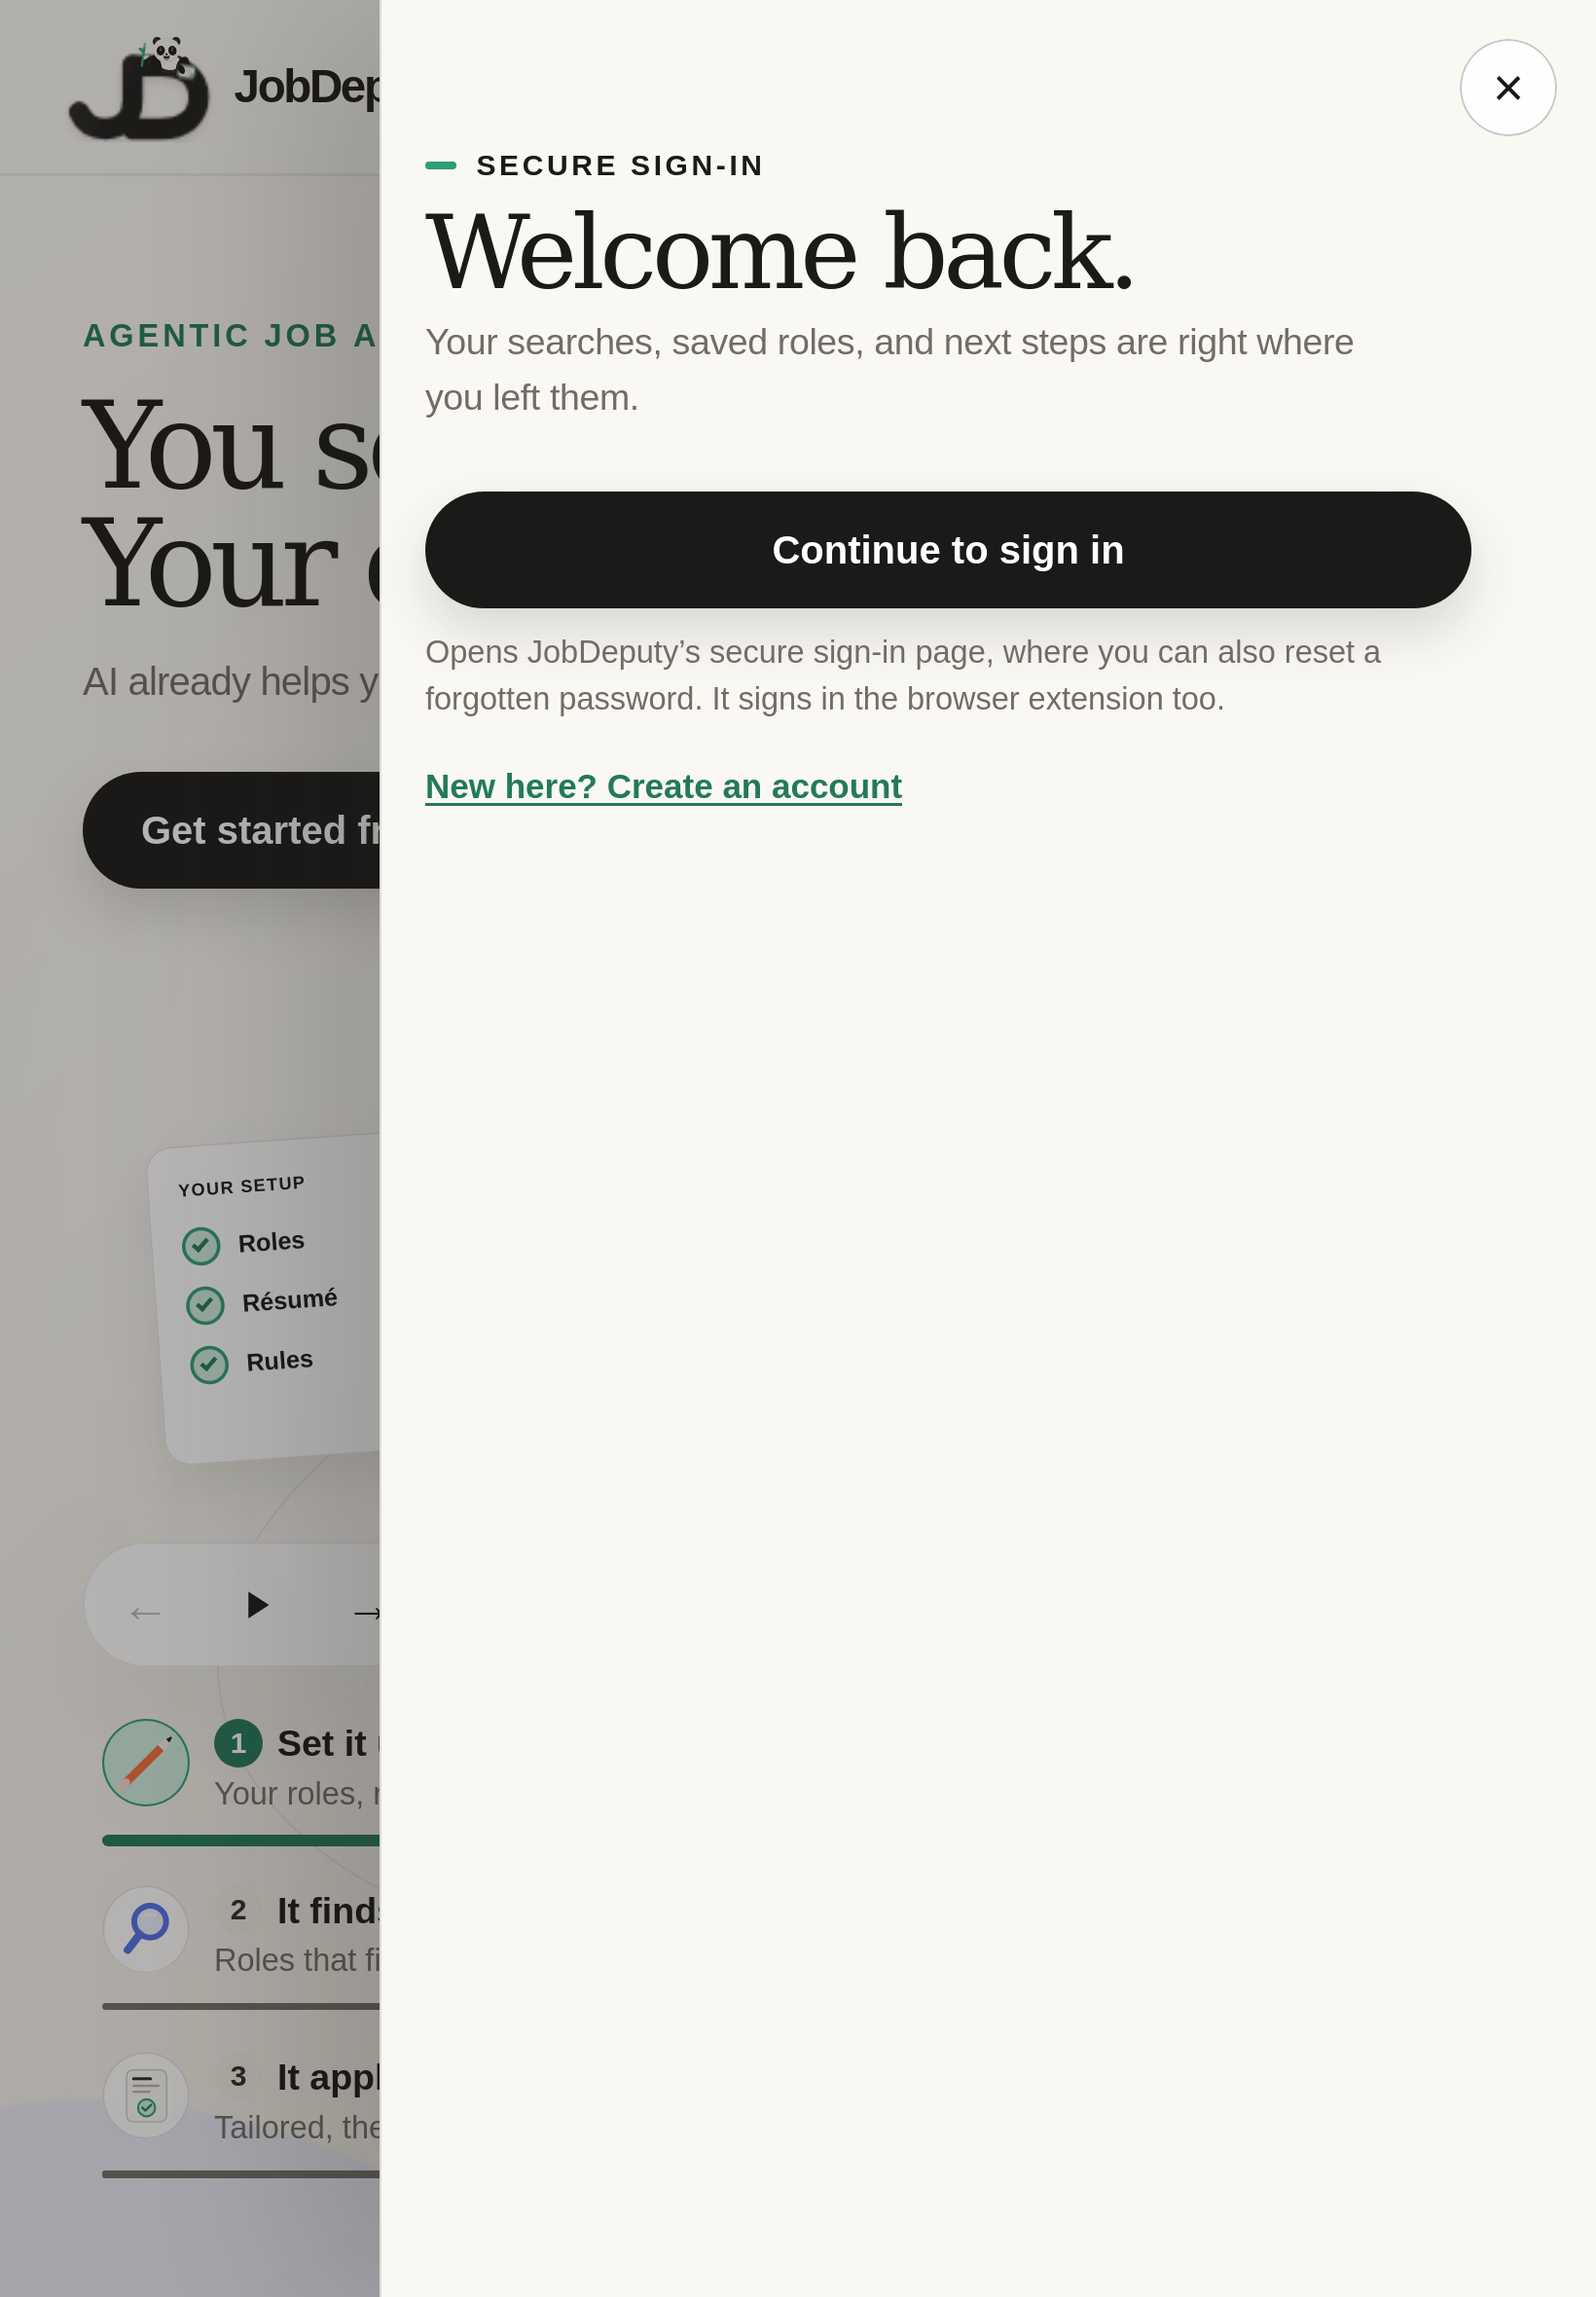 JobDep
AGENTIC JOB A
You s
Your
AI already helps y
Get started fr
YOUR SETUP
Roles
Résumé
Rules
←
→
1 Set it
Your roles,
2 It finds
Roles that fi
3 It appl
Tailored, the
×
SECURE SIGN-IN
Welcome back.
Your searches, saved roles, and next steps are right where
you left them.
Continue to sign in
Opens JobDeputy’s secure sign-in page, where you can also reset a
forgotten password. It signs in the browser extension too.
New here? Create an account